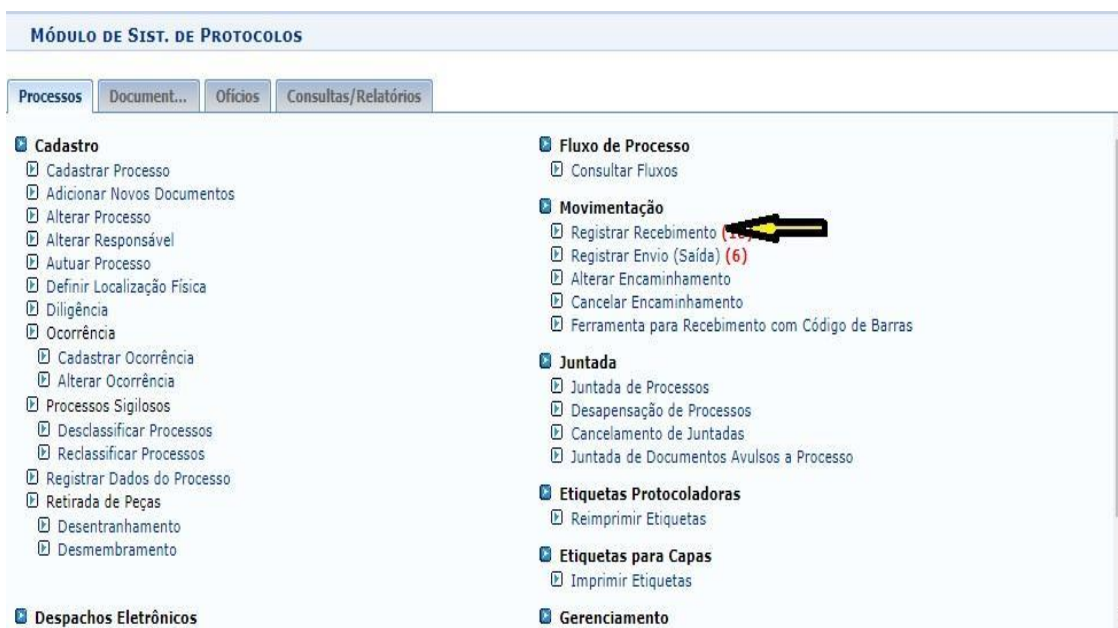 MÓDULO DE SIST. DE PROTOCOLOS
Processos Document... Ofícios Consultas/Relatórios
Cadastro
Cadastrar Processo
Adicionar Novos Documentos
Alterar Processo
Alterar Responsável
Autuar Processo
Definir Localização Física
Diligência
Ocorrência
Cadastrar Ocorrência
Alterar Ocorrência
Processos Sigilosos
Desclassificar Processos
Reclassificar Processos
Registrar Dados do Processo
Retirada de Peças
Desentranhamento
Desmembramento
Despachos Eletrônicos
Fluxo de Processo
Consultar Fluxos
Movimentação
Registrar Recebimento
Registrar Envio (Saída) (6)
Alterar Encaminhamento
Cancelar Encaminhamento
Ferramenta para Recebimento com Código de Barras
Juntada
Juntada de Processos
Desapensação de Processos
Cancelamento de Juntadas
Juntada de Documentos Avulsos a Processo
Etiquetas Protocoladoras
Reimprimir Etiquetas
Etiquetas para Capas
Imprimir Etiquetas
Gerenciamento